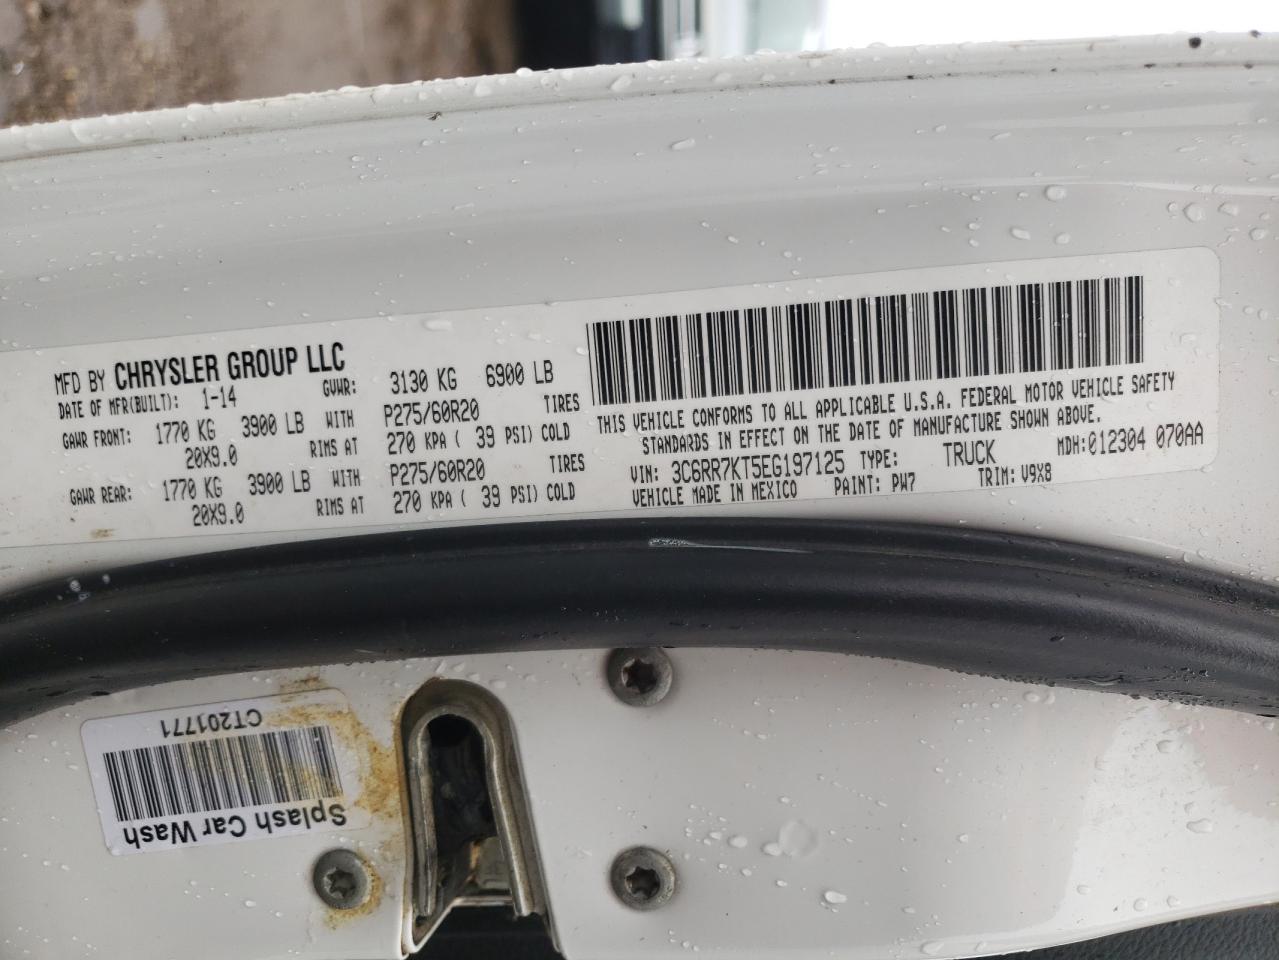 MFD BY CHRYSLER GROUP LLC
DATE OF MFR(BUILT): 1-14 GVWR: 3130 KG 6900 LB
GAWR FRONT: 1770 KG 3900 LB WITH P275/60R20 TIRES
20X9.0 RIMS AT 270 KPA ( 39 PSI) COLD
GAWR REAR: 1770 KG 3900 LB WITH P275/60R20 TIRES
20X9.0 RIMS AT 270 KPA ( 39 PSI) COLD
THIS VEHICLE CONFORMS TO ALL APPLICABLE U.S.A. FEDERAL MOTOR VEHICLE SAFETY
STANDARDS IN EFFECT ON THE DATE OF MANUFACTURE SHOWN ABOVE.
VIN: 3C6RR7KT5EG197125 TYPE: TRUCK MDH:012304 070AA
VEHICLE MADE IN MEXICO PAINT: PW7 TRIM: V9X8
Splash Car Wash
CT201771